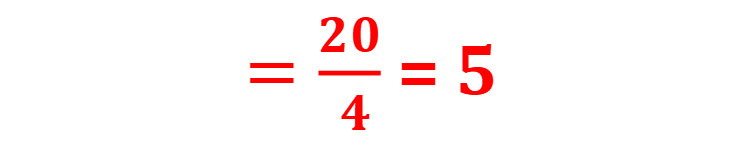 = 20/4 = 5